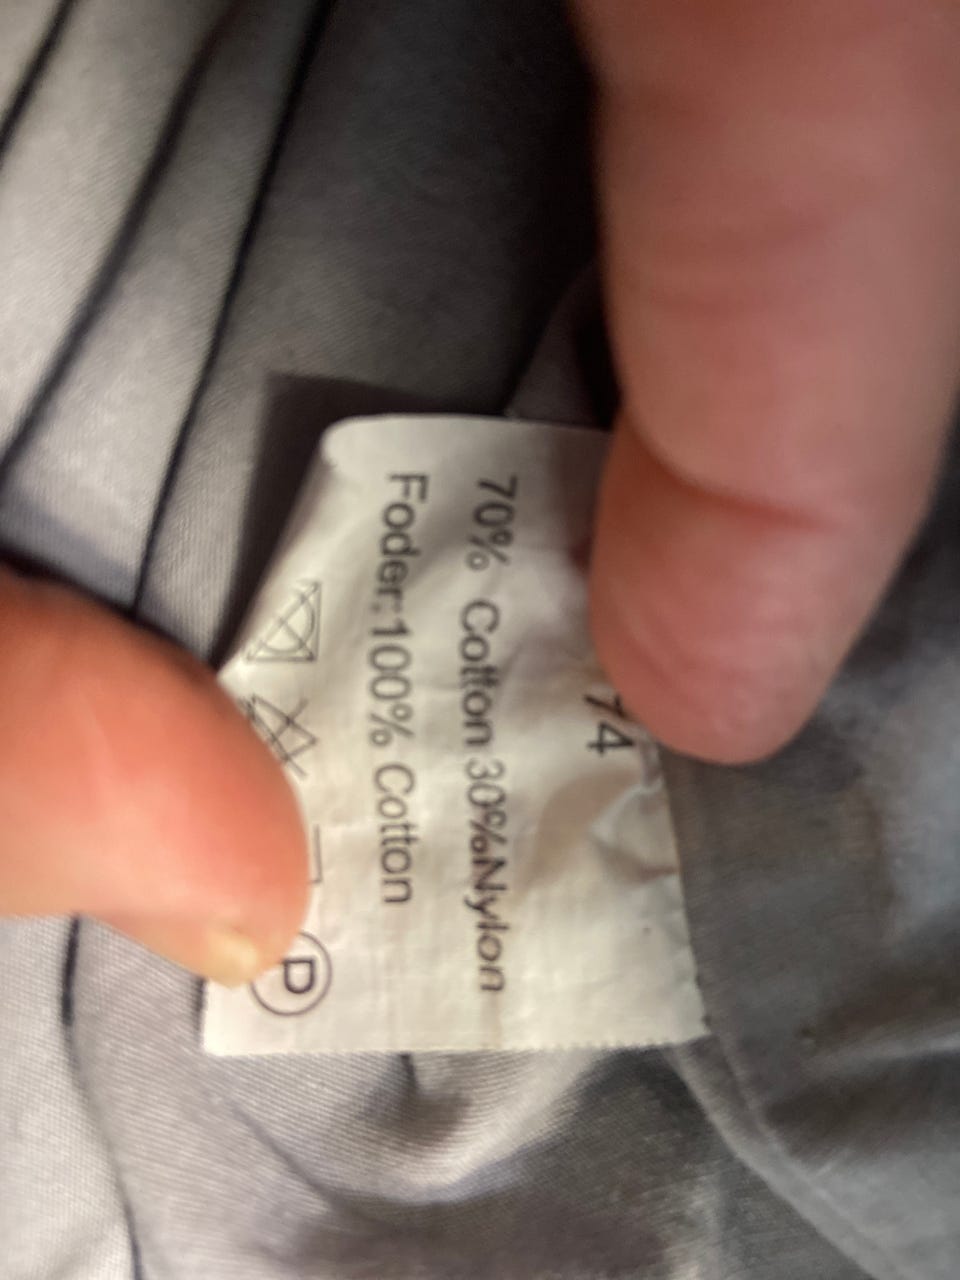 74
70% Cotton 30%Nylon
Foder:100% Cotton
P